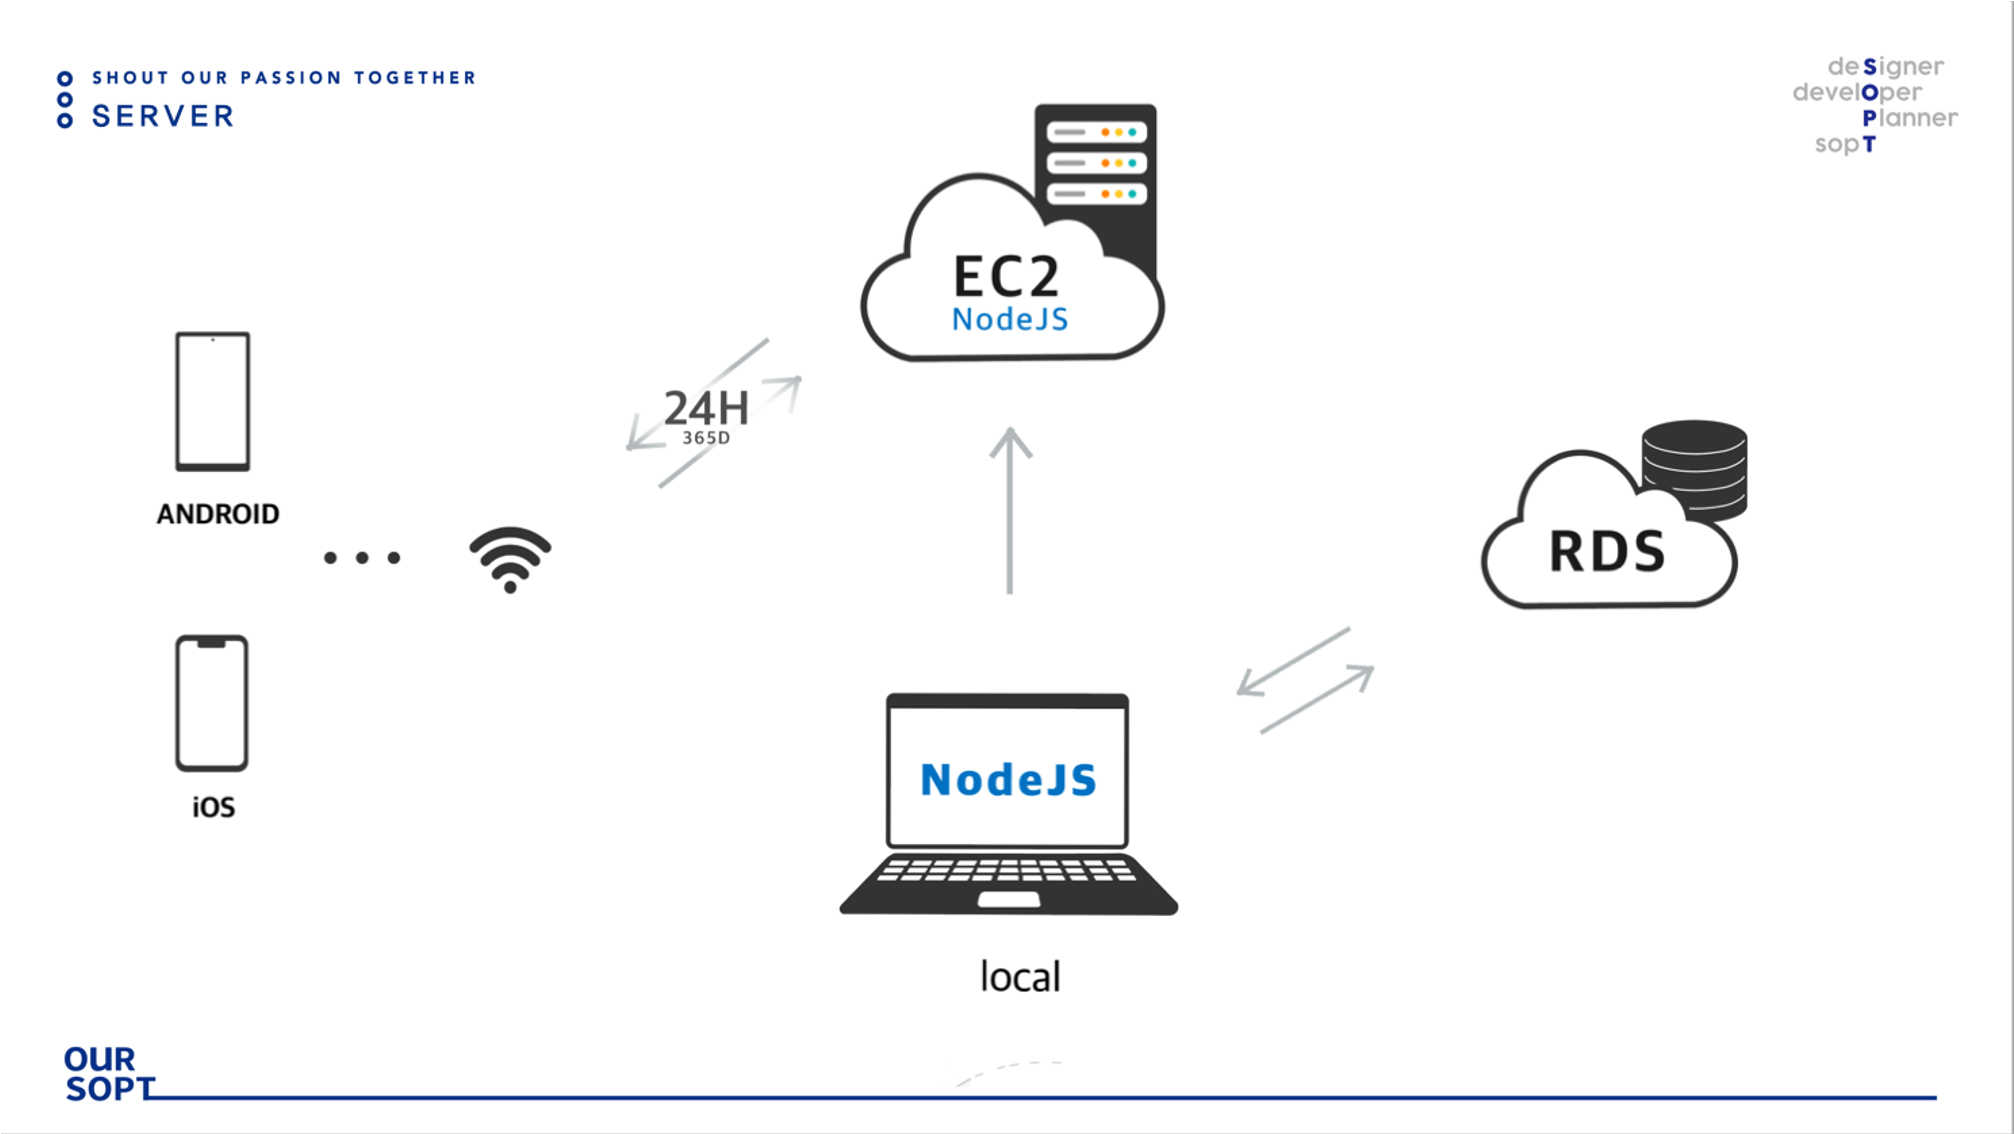 SHOUT OUR PASSION TOGETHER
SERVER
deSigner
develOper
Planner
sopT
EC2
NodeJS
24H
365D
ANDROID
RDS
NodeJS
iOS
local
OUR
SOPT